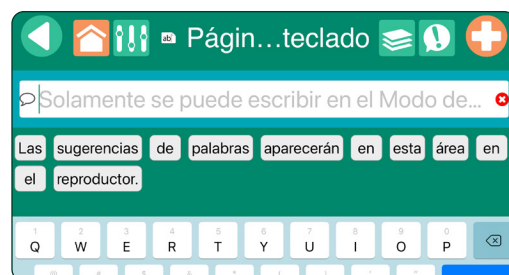 Págin...teclado
Solamente se puede escribir en el Modo de...
Las sugerencias de palabras aparecerán en esta área en
el reproductor.
1 2 3 4 5 6 7 8 9 0
Q W E R T Y U I O P
@ # $ & * ( ) ' "